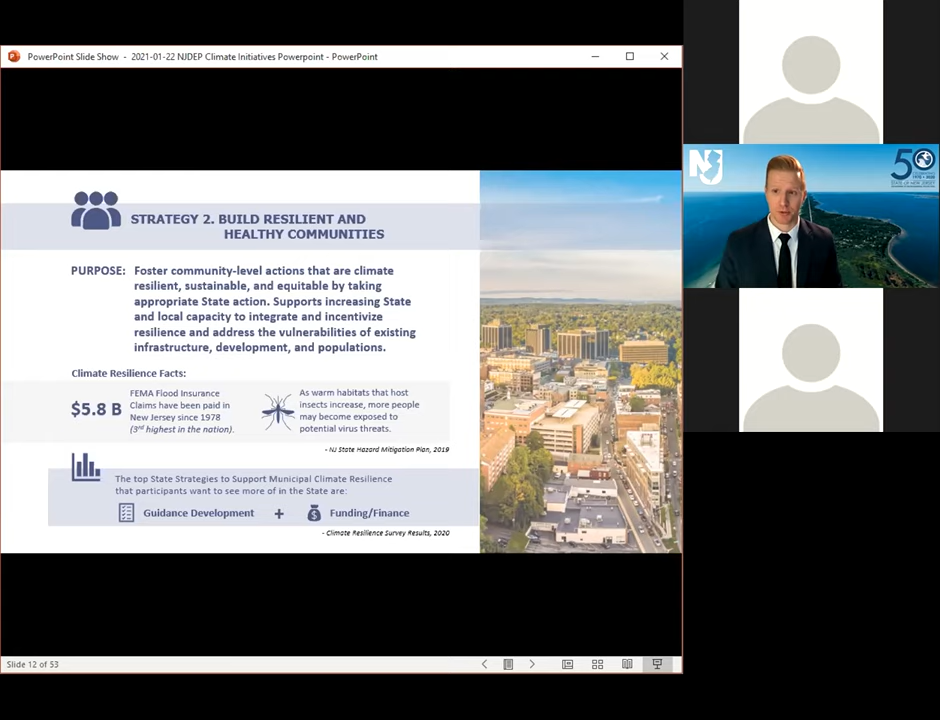 PowerPoint Slide Show - 2021-01-22 NJDEP Climate Initiatives Powerpoint - PowerPoint
STRATEGY 2. BUILD RESILIENT AND
HEALTHY COMMUNITIES
PURPOSE: Foster community-level actions that are climate
resilient, sustainable, and equitable by taking
appropriate State action. Supports increasing State
and local capacity to integrate and incentivize
resilience and address the vulnerabilities of existing
infrastructure, development, and populations.
Climate Resilience Facts:
$5.8 B
FEMA Flood Insurance
Claims have been paid in
New Jersey since 1978
(3rd highest in the nation).
As warm habitats that host
insects increase, more people
may become exposed to
potential virus threats.
- NJ State Hazard Mitigation Plan, 2019
The top State Strategies to Support Municipal Climate Resilience
that participants want to see more of in the State are:
Guidance Development + Funding/Finance
- Climate Resilience Survey Results, 2020
Slide 12 of 53
NJ
50
1970 • 2020
STATE OF NEW JERSEY